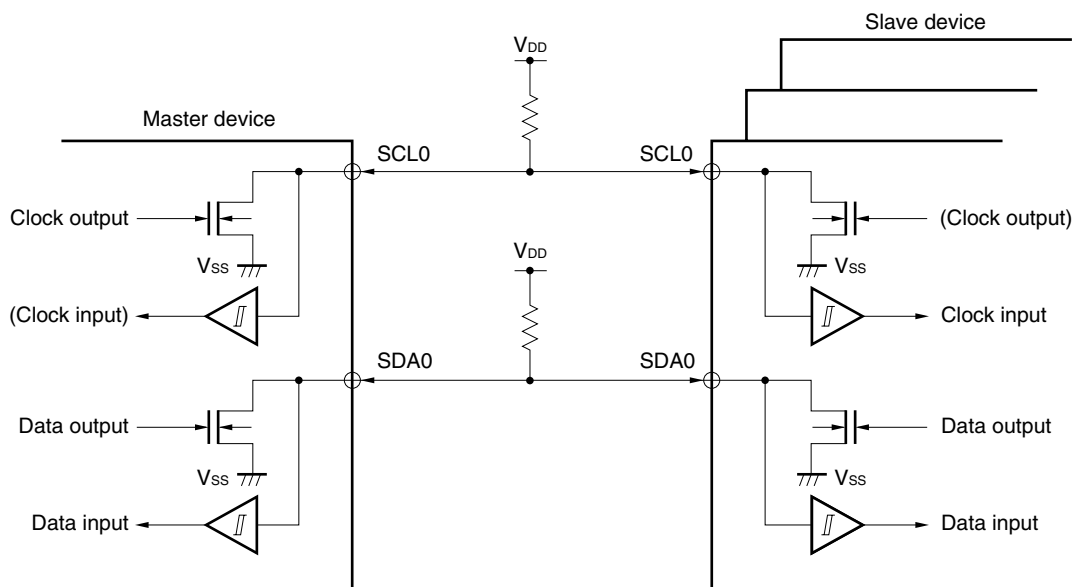 Slave device
VDD
Master device
SCL0
SCL0
Clock output
(Clock output)
VSS
VDD
VSS
(Clock input)
Clock input
SDA0
SDA0
Data output
Data output
VSS
VSS
Data input
Data input